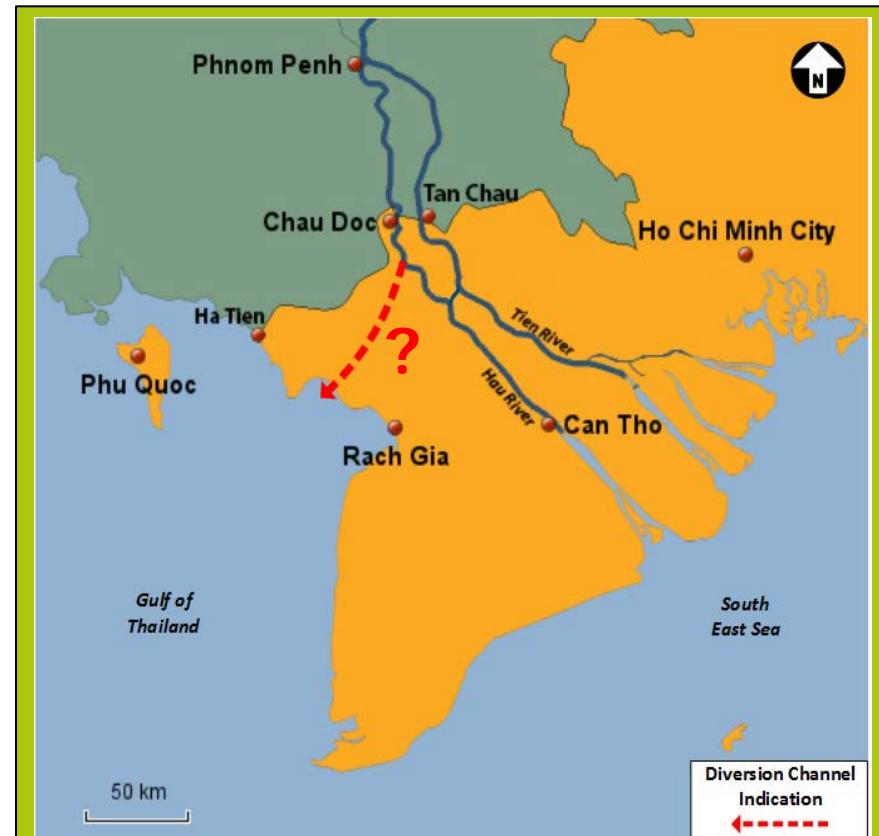 N
Phnom Penh
Tan Chau
Chau Doc
Ho Chi Minh City
Ha Tien
?
Tien River
Phu Quoc
Hau River
Can Tho
Rach Gia
Gulf of
Thailand
South
East Sea
50 km
Diversion Channel
Indication